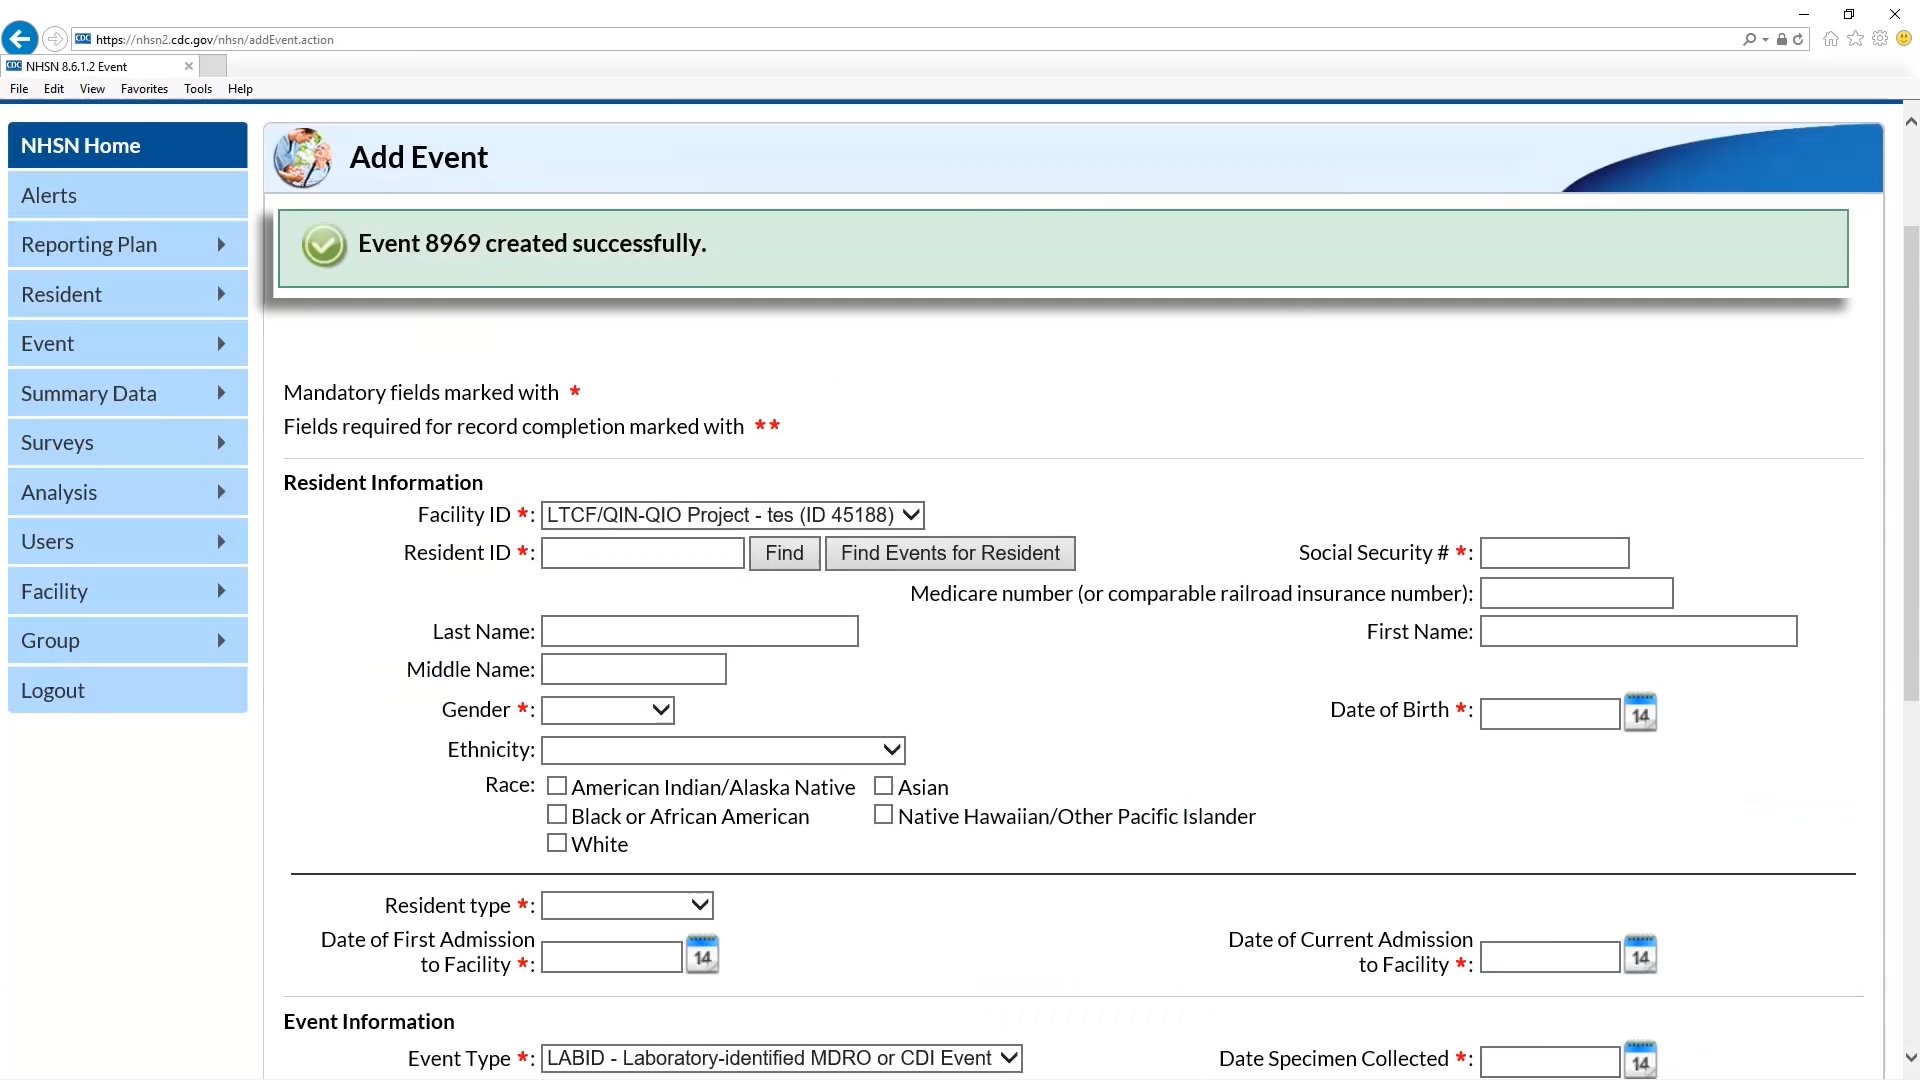 https://nhsn2.cdc.gov/nhsn/addEvent.action
CDC NHSN 8.6.1.2 Event
File Edit View Favorites Tools Help
NHSN Home
Alerts
Reporting Plan
Resident
Event
Summary Data
Surveys
Analysis
Users
Facility
Group
Logout
Add Event
Event 8969 created successfully.
Mandatory fields marked with *
Fields required for record completion marked with **
Resident Information
Facility ID *: LTCF/QIN-QIO Project - tes (ID 45188)
Resident ID *: Find Find Events for Resident Social Security # *:
Medicare number (or comparable railroad insurance number):
Last Name: First Name:
Middle Name:
Gender *: Date of Birth *: 14
Ethnicity:
Race: American Indian/Alaska Native Asian
Black or African American Native Hawaiian/Other Pacific Islander
White
Resident type *:
Date of First Admission to Facility *: 14 Date of Current Admission to Facility *: 14
Event Information
Event Type *: LABID - Laboratory-identified MDRO or CDI Event Date Specimen Collected *: 14